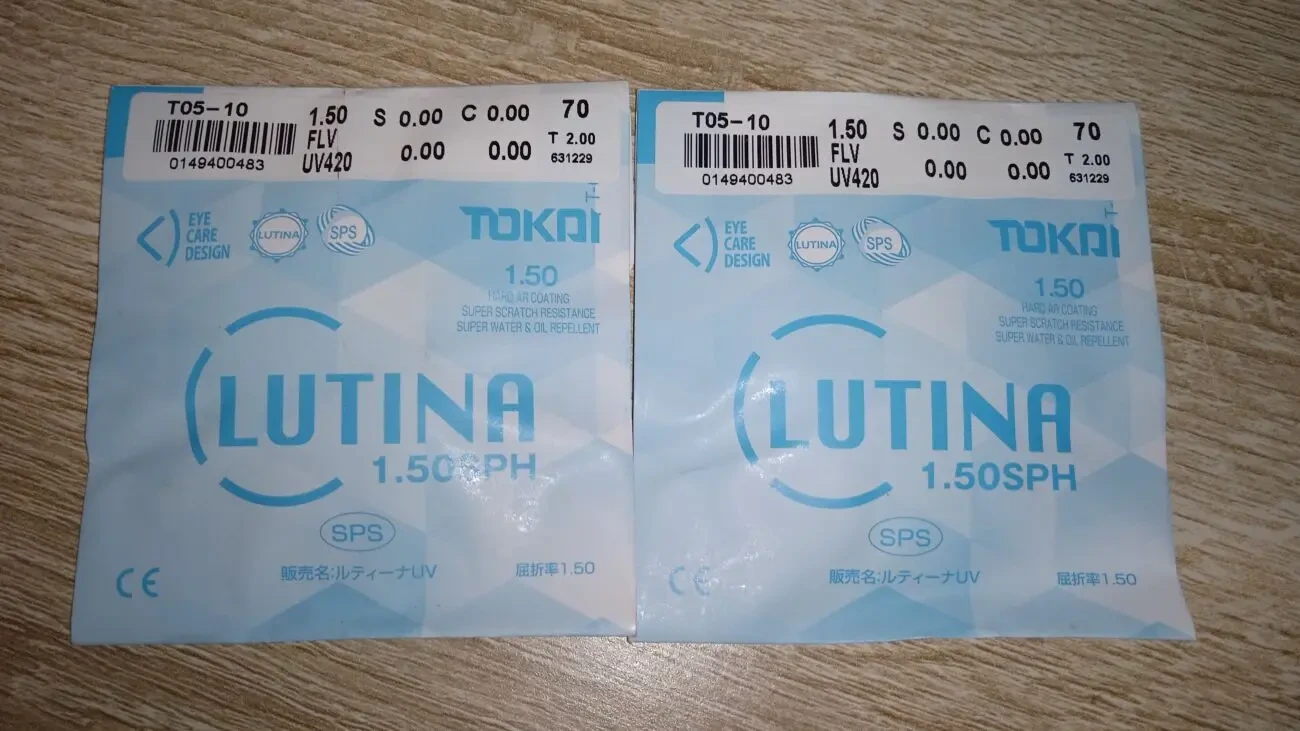 T05-10
1.50 S 0.00 C 0.00 70
FLV T 2.00
0149400483 UV420 0.00 0.00 631229
EYE
CARE
DESIGN
LUTINA
SPS
TOKAI
1.50
HARD AR COATING
SUPER SCRATCH RESISTANCE
SUPER WATER & OIL REPELLENT
LUTINA
1.50SPH
SPS
CE
販売名:ルティーナUV
屈折率1.50
T05-10
1.50 S 0.00 C 0.00 70
FLV T 2.00
0149400483 UV420 0.00 0.00 631229
EYE
CARE
DESIGN
LUTINA
SPS
TOKAI
1.50
HARD AR COATING
SUPER SCRATCH RESISTANCE
SUPER WATER & OIL REPELLENT
LUTINA
1.50SPH
SPS
CE
販売名:ルティーナUV
屈折率1.50